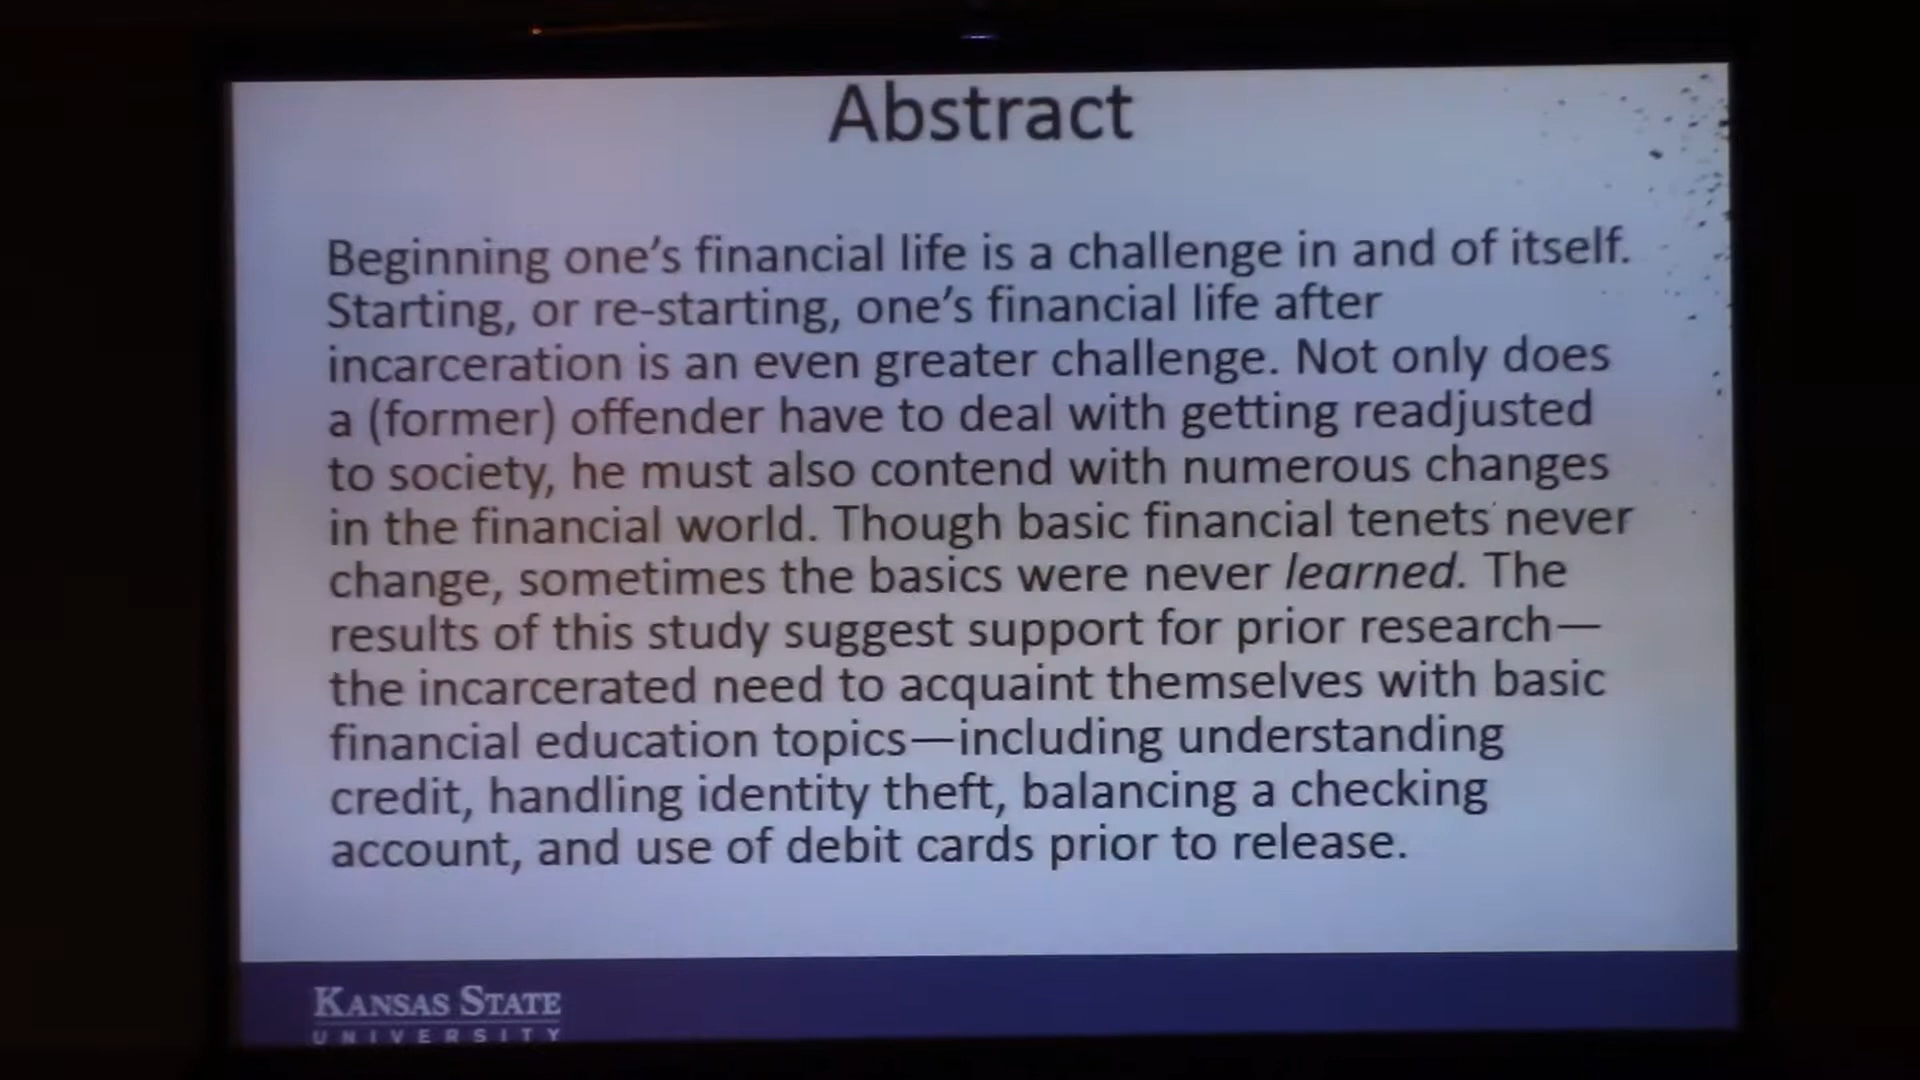 Abstract
Beginning one's financial life is a challenge in and of itself.
Starting, or re-starting, one's financial life after
incarceration is an even greater challenge. Not only does
a (former) offender have to deal with getting readjusted
to society, he must also contend with numerous changes
in the financial world. Though basic financial tenets never
change, sometimes the basics were never learned. The
results of this study suggest support for prior research—
the incarcerated need to acquaint themselves with basic
financial education topics—including understanding
credit, handling identity theft, balancing a checking
account, and use of debit cards prior to release.
KANSAS STATE
UNIVERSITY